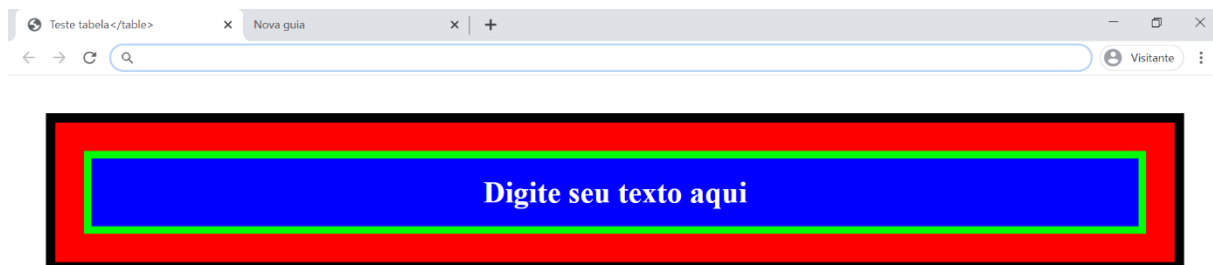 Teste tabela</table>
Nova guia
Visitante
Digite seu texto aqui